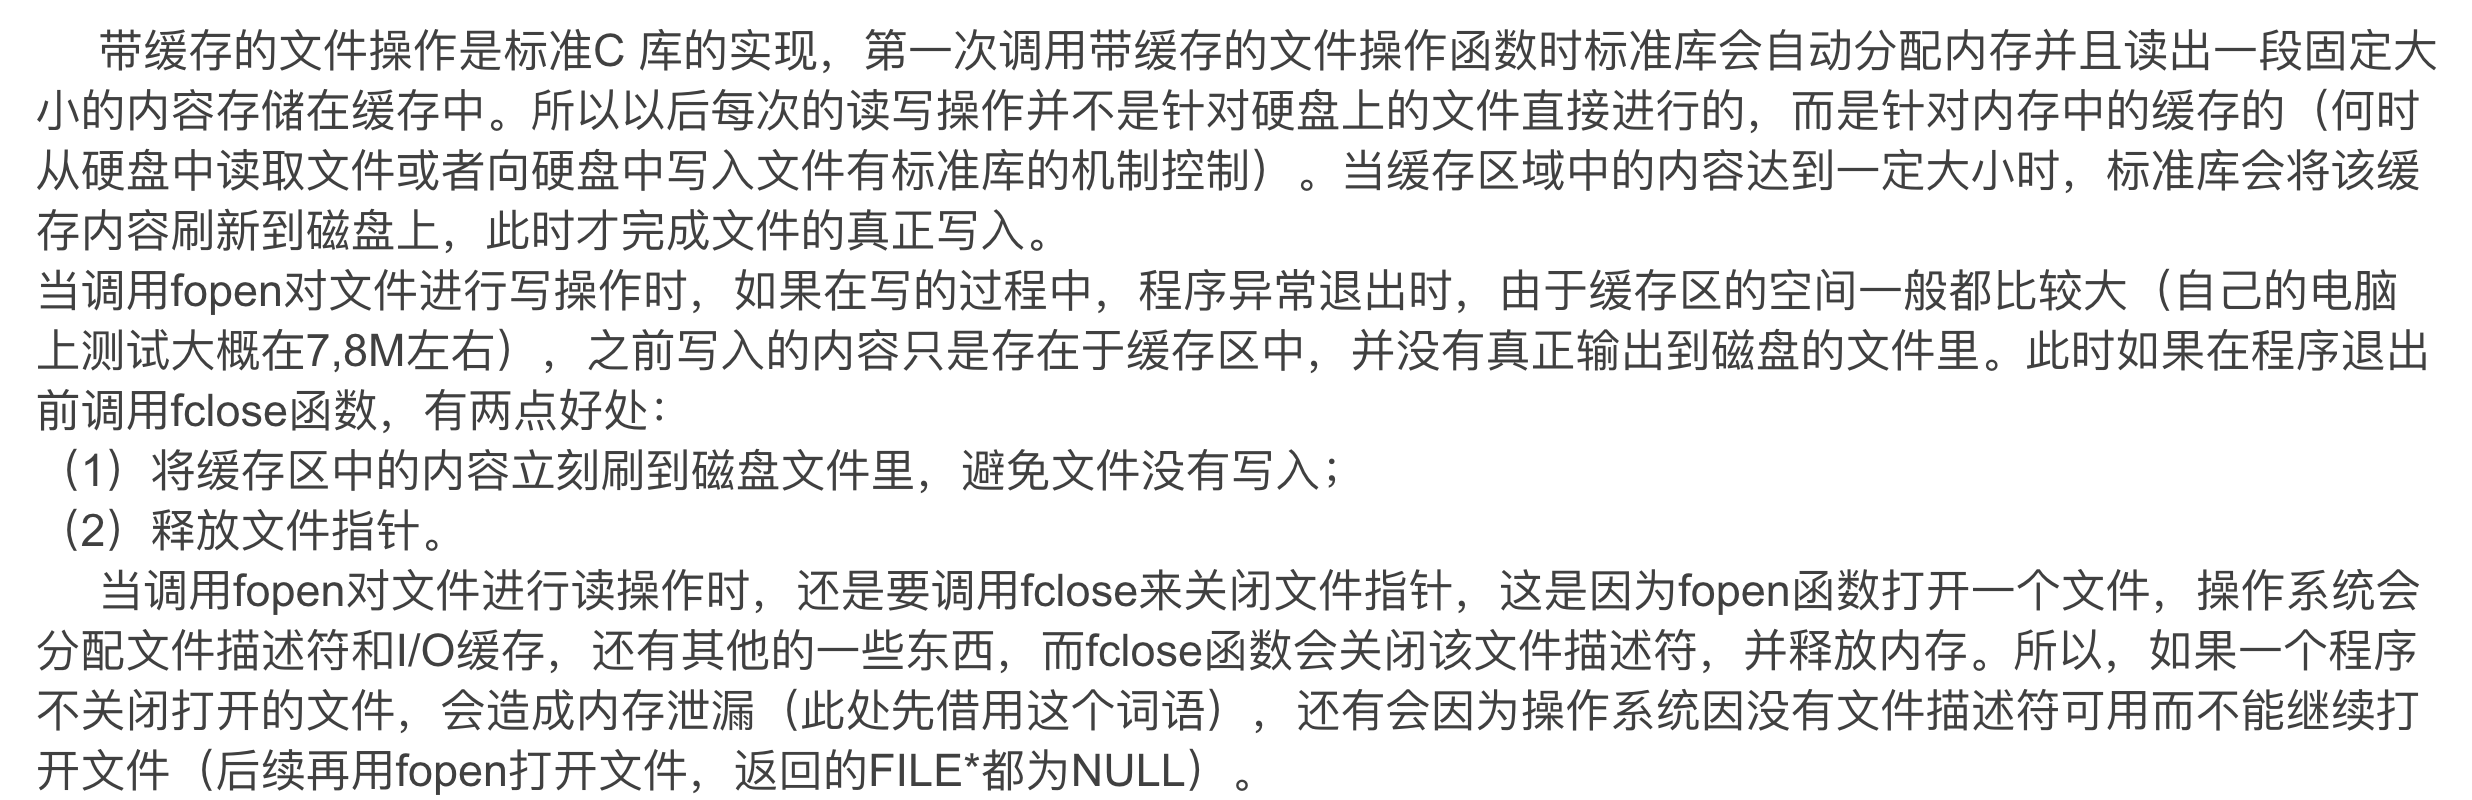 带缓存的文件操作是标准C 库的实现，第一次调用带缓存的文件操作函数时标准库会自动分配内存并且读出一段固定大
小的内容存储在缓存中。所以以后每次的读写操作并不是针对硬盘上的文件直接进行的，而是针对内存中的缓存的（何时
从硬盘中读取文件或者向硬盘中写入文件有标准库的机制控制）。当缓存区域中的内容达到一定大小时，标准库会将该缓
存内容刷新到磁盘上，此时才完成文件的真正写入。
当调用fopen对文件进行写操作时，如果在写的过程中，程序异常退出时，由于缓存区的空间一般都比较大（自己的电脑
上测试大概在7,8M左右），之前写入的内容只是存在于缓存区中，并没有真正输出到磁盘的文件里。此时如果在程序退出
前调用fclose函数，有两点好处：
（1）将缓存区中的内容立刻刷到磁盘文件里，避免文件没有写入；
（2）释放文件指针。
当调用fopen对文件进行读操作时，还是要调用fclose来关闭文件指针，这是因为fopen函数打开一个文件，操作系统会
分配文件描述符和I/O缓存，还有其他的一些东西，而fclose函数会关闭该文件描述符，并释放内存。所以，如果一个程序
不关闭打开的文件，会造成内存泄漏（此处先借用这个词语），还有会因为操作系统因没有文件描述符可用而不能继续打
开文件（后续再用fopen打开文件，返回的FILE*都为NULL）。